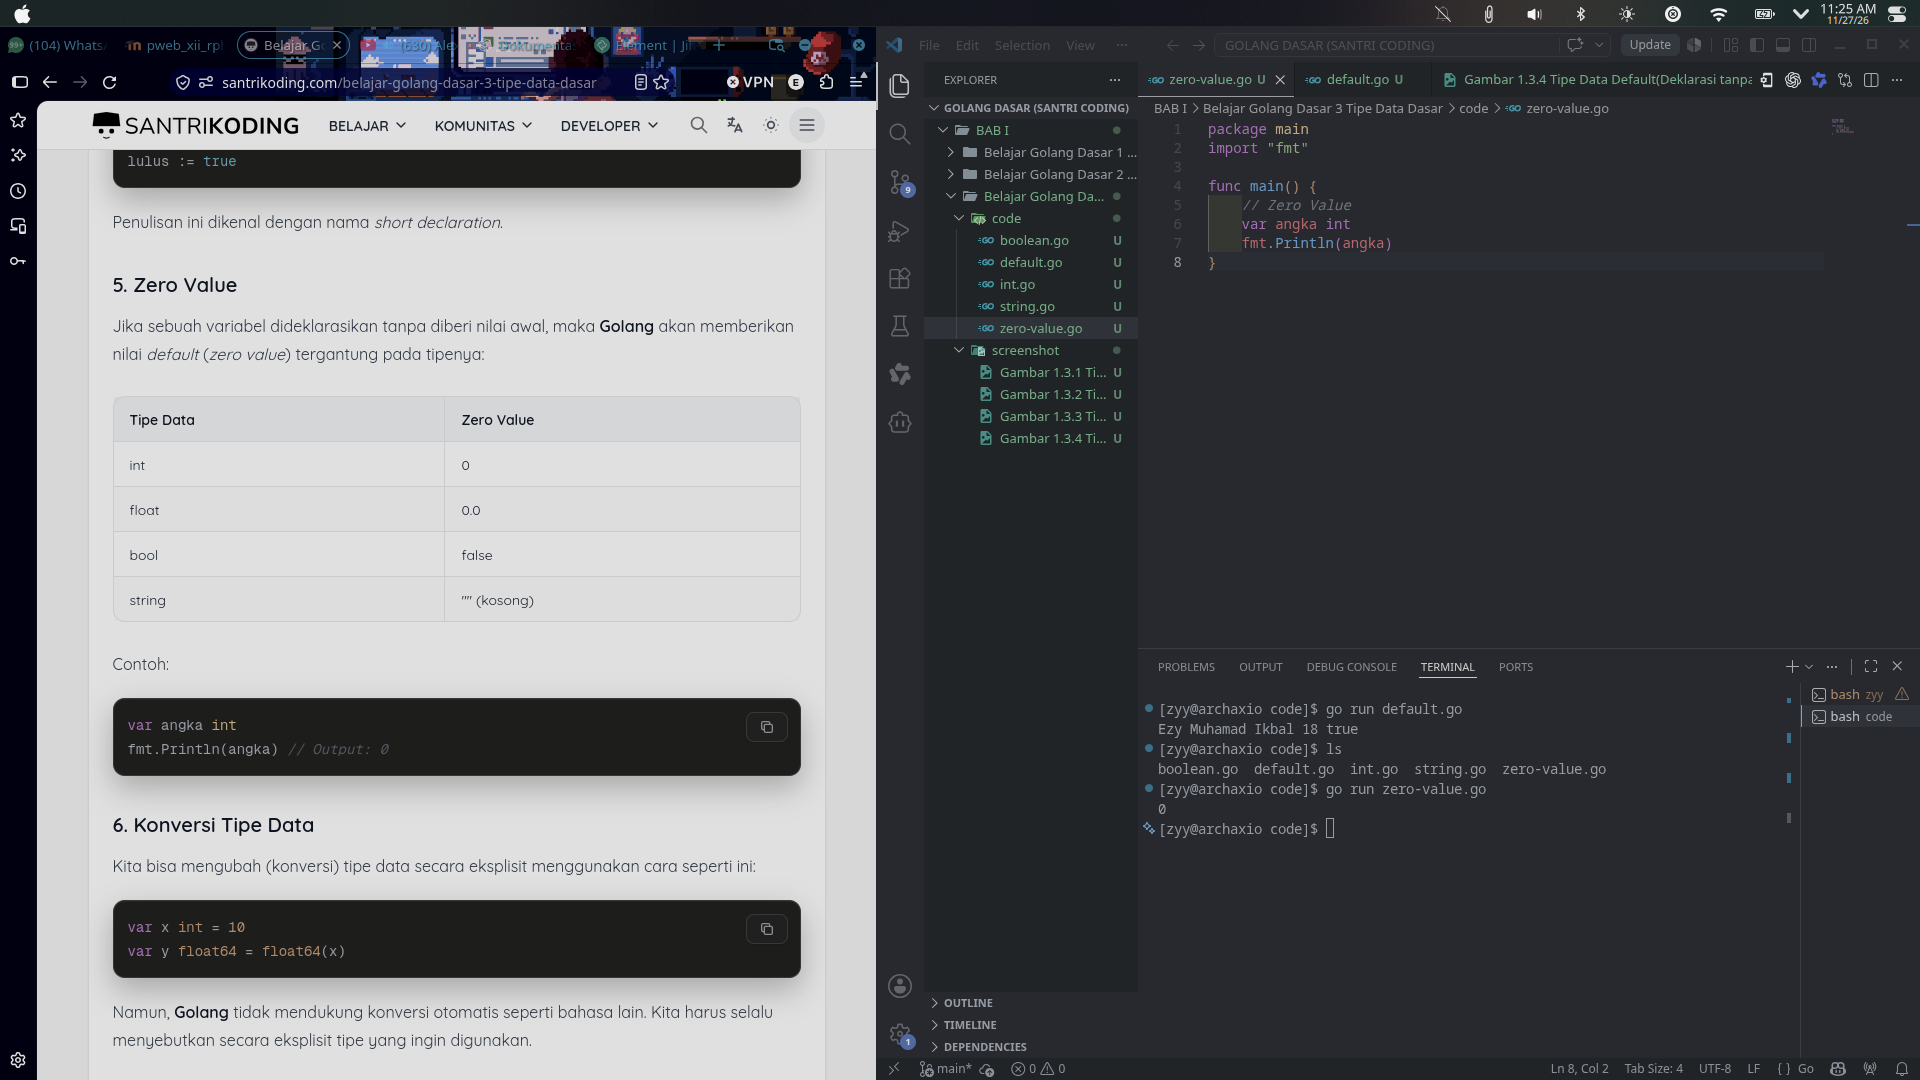 11:25 AM
11/27/26
(104) Whats
pweb_xii_rpl
Belajar G
(630) Ale
Dokumenta
Element | Ji
santrikoding.com/belajar-golang-dasar-3-tipe-data-dasar
VPN
E
SANTRIKODING
BELAJAR
KOMUNITAS
DEVELOPER
lulus := true
Penulisan ini dikenal dengan nama short declaration.
5. Zero Value
Jika sebuah variabel dideklarasikan tanpa diberi nilai awal, maka Golang akan memberikan
nilai default (zero value) tergantung pada tipenya:
Tipe Data Zero Value
int 0
float 0.0
bool false
string "" (kosong)
Contoh:
var angka int
fmt.Println(angka) // Output: 0
6. Konversi Tipe Data
Kita bisa mengubah (konversi) tipe data secara eksplisit menggunakan cara seperti ini:
var x int = 10
var y float64 = float64(x)
Namun, Golang tidak mendukung konversi otomatis seperti bahasa lain. Kita harus selalu
menyebutkan secara eksplisit tipe yang ingin digunakan.
File Edit Selection View ···
GOLANG DASAR (SANTRI CODING)
Update
9
1
EXPLORER ···
GOLANG DASAR (SANTRI CODING)
BAB I
Belajar Golang Dasar 1 ...
Belajar Golang Dasar 2 ...
Belajar Golang Da...
code
boolean.go U
default.go U
int.go U
string.go U
zero-value.go U
screenshot
Gambar 1.3.1 Ti... U
Gambar 1.3.2 Ti... U
Gambar 1.3.3 Ti... U
Gambar 1.3.4 Ti... U
OUTLINE
TIMELINE
DEPENDENCIES
zero-value.go U
default.go U
Gambar 1.3.4 Tipe Data Default(Deklarasi tanpa
BAB I > Belajar Golang Dasar 3 Tipe Data Dasar > code > zero-value.go
1 package main
2 import "fmt"
3
4 func main() {
5 // Zero Value
6 var angka int
7 fmt.Println(angka)
8 }
PROBLEMS OUTPUT DEBUG CONSOLE TERMINAL PORTS
[zyy@archaxio code]$ go run default.go
Ezy Muhamad Ikbal 18 true
[zyy@archaxio code]$ ls
boolean.go default.go int.go string.go zero-value.go
[zyy@archaxio code]$ go run zero-value.go
0
[zyy@archaxio code]$
bash zyy
bash code
main* 0 0
Ln 8, Col 2 Tab Size: 4 UTF-8 LF { } Go